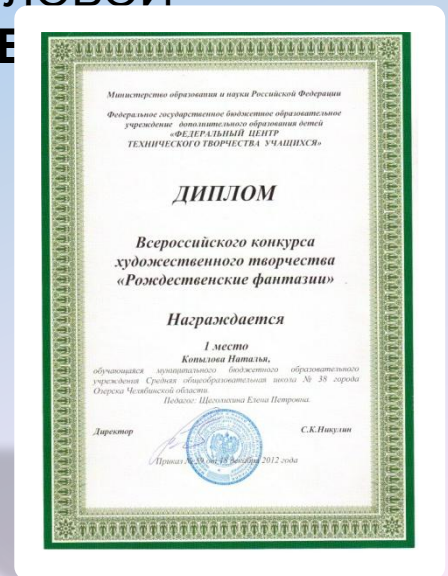 ЛОВОЙ
Министерство образования и науки Российской Федерации
Федеральное государственное бюджетное образовательное
учреждение дополнительного образования детей
«ФЕДЕРАЛЬНЫЙ ЦЕНТР
ТЕХНИЧЕСКОГО ТВОРЧЕСТВА УЧАЩИХСЯ»
ДИПЛОМ
Всероссийского конкурса
художественного творчества
«Рождественские фантазии»
Награждается
1 место
Копылова Наталья,
обучающаяся муниципального бюджетного образовательного
учреждения Средняя общеобразовательная школа № 38 города
Озерска Челябинской области.
Педагог: Щеголихина Елена Петровна.
Директор С.К.Никулин
Приказ № 59 от 18 декабря 2012 года